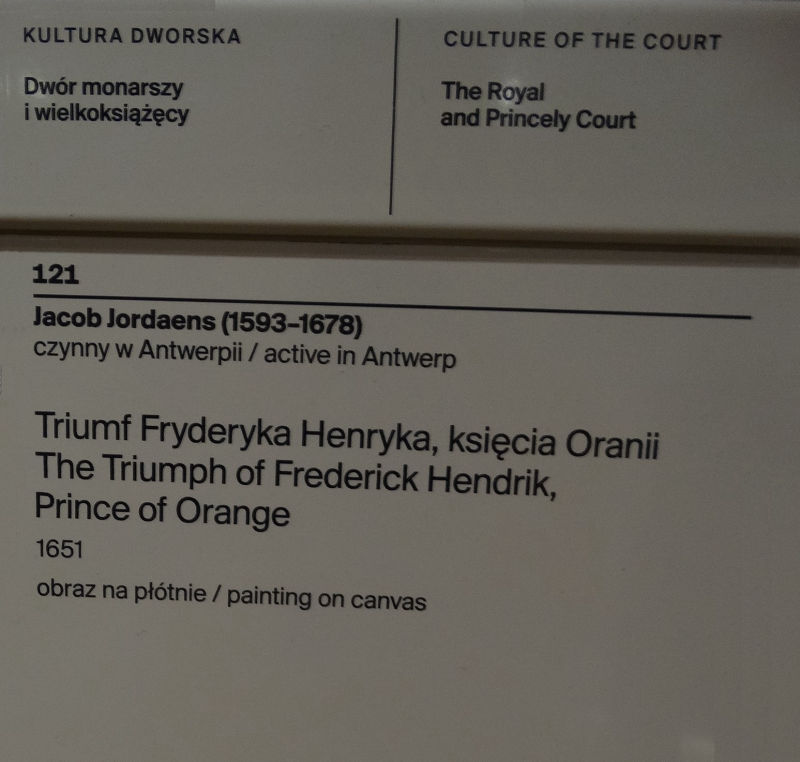 KULTURA DWORSKA
Dwór monarszy
i wielkoksiążęcy
CULTURE OF THE COURT
The Royal
and Princely Court
121
Jacob Jordaens (1593–1678)
czynny w Antwerpii / active in Antwerp
Triumf Fryderyka Henryka, księcia Oranii
The Triumph of Frederick Hendrik,
Prince of Orange
1651
obraz na płótnie / painting on canvas